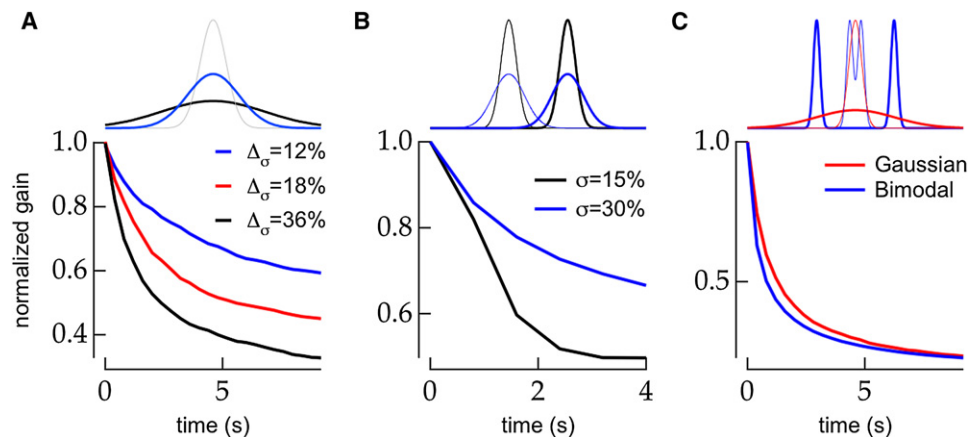 A
B
C
normalized gain
1.0
0.8
0.6
0.4
Δσ=12%
Δσ=18%
Δσ=36%
0
5
time (s)
1.0
0.8
0.6
σ=15%
σ=30%
0
2
4
time (s)
1.0
0.5
Gaussian
Bimodal
0
5
time (s)